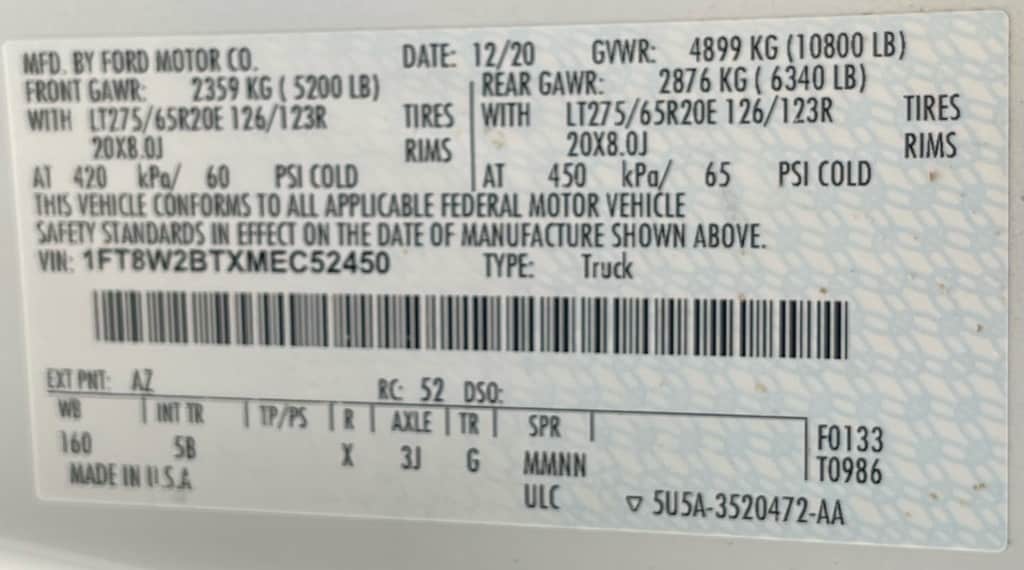 MFD. BY FORD MOTOR CO. DATE: 12/20 GVWR: 4899 KG (10800 LB)
FRONT GAWR: 2359 KG ( 5200 LB) REAR GAWR: 2876 KG ( 6340 LB)
WITH LT275/65R20E 126/123R TIRES WITH LT275/65R20E 126/123R TIRES
20X8.0J RIMS 20X8.0J RIMS
AT 420 kPa/ 60 PSI COLD AT 450 kPa/ 65 PSI COLD
THIS VEHICLE CONFORMS TO ALL APPLICABLE FEDERAL MOTOR VEHICLE
SAFETY STANDARDS IN EFFECT ON THE DATE OF MANUFACTURE SHOWN ABOVE.
VIN: 1FT8W2BTXMEC52450 TYPE: Truck
EXT PNT: AZ RC: 52 DSO:
WB INT TR TP/PS R AXLE TR SPR F0133
160 5B X 3J G MMNN T0986
MADE IN U.S.A ULC ▽ 5U5A-3520472-AA